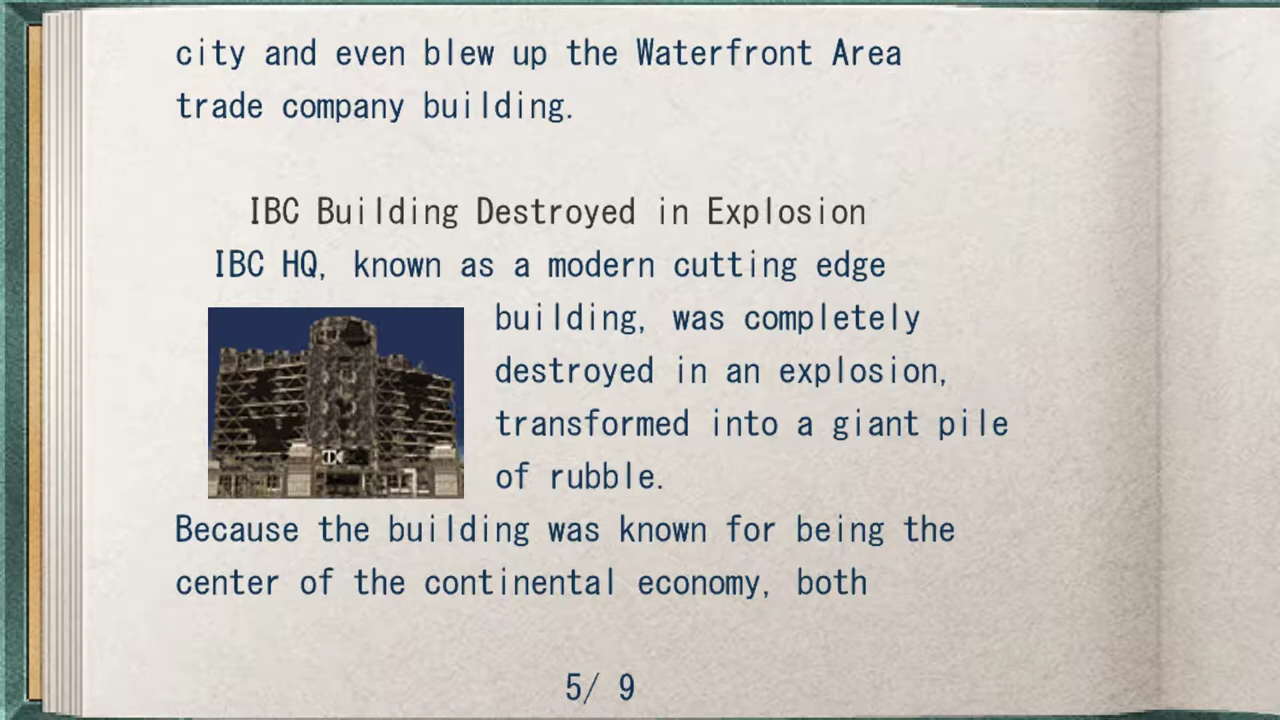 city and even blew up the Waterfront Area
trade company building.
IBC Building Destroyed in Explosion
IBC HQ, known as a modern cutting edge
building, was completely
destroyed in an explosion,
transformed into a giant pile
of rubble.
Because the building was known for being the
center of the continental economy, both
5/ 9